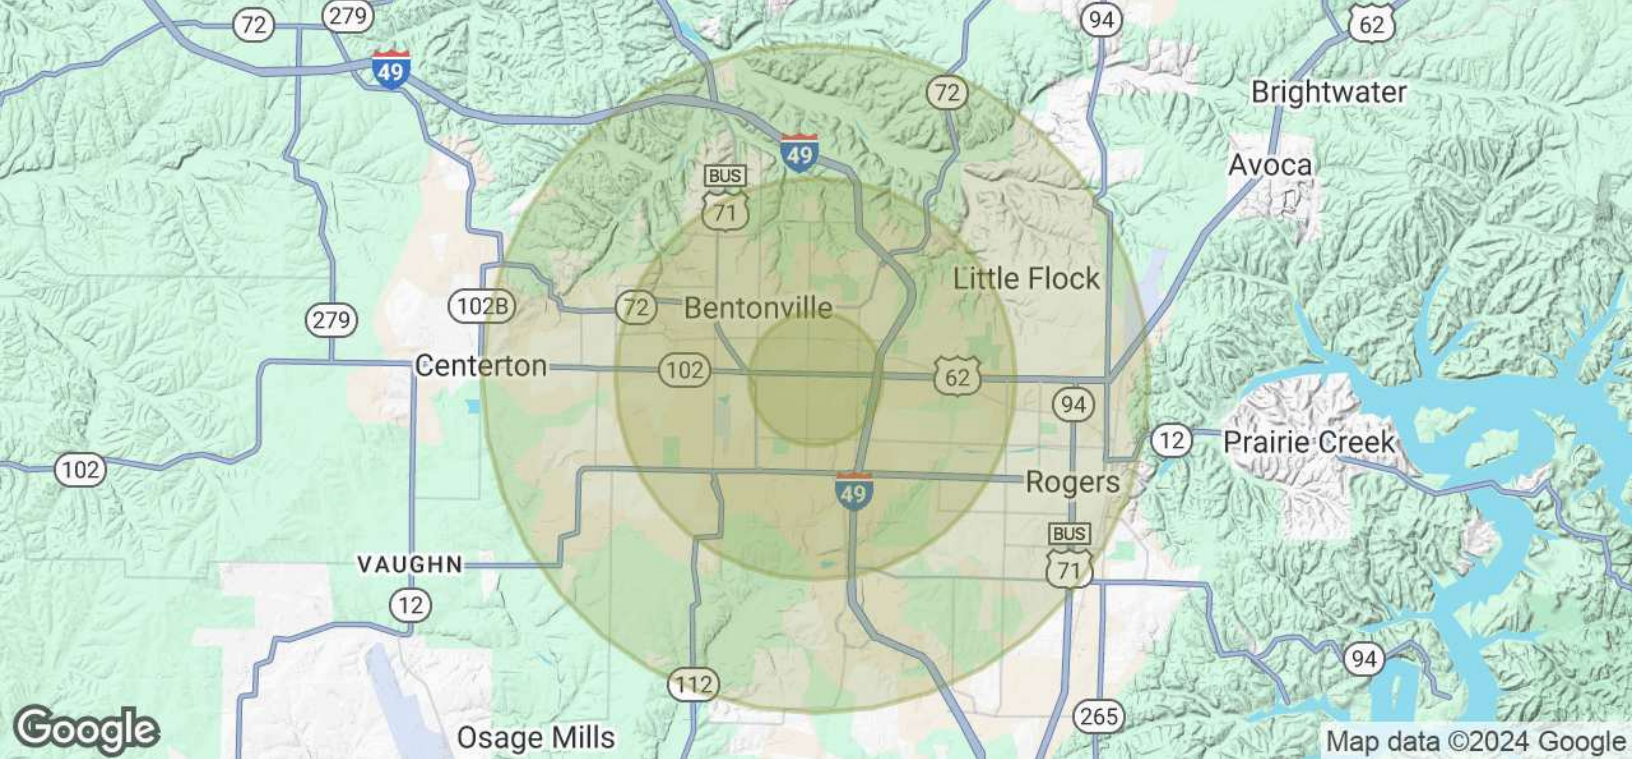 72
279
94
62
49
72
Brightwater
49
Avoca
BUS
71
Little Flock
102B
72
Bentonville
279
Centerton
102
62
94
12
Prairie Creek
102
Rogers
49
BUS
VAUGHN
71
12
94
112
265
Google
Osage Mills
Map data ©2024 Google